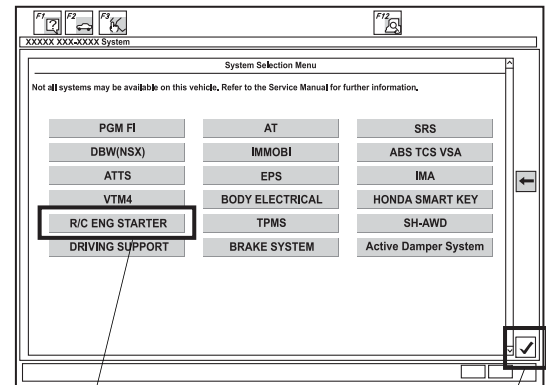 F1 F2 F3 F12
XXXXX XXX-XXXX System
System Selection Menu
Not all systems may be available on this vehicle. Refer to the Service Manual for further information.
PGM FI AT SRS
DBW(NSX) IMMOBI ABS TCS VSA
ATTS EPS IMA
VTM4 BODY ELECTRICAL HONDA SMART KEY
R/C ENG STARTER TPMS SH-AWD
DRIVING SUPPORT BRAKE SYSTEM Active Damper System